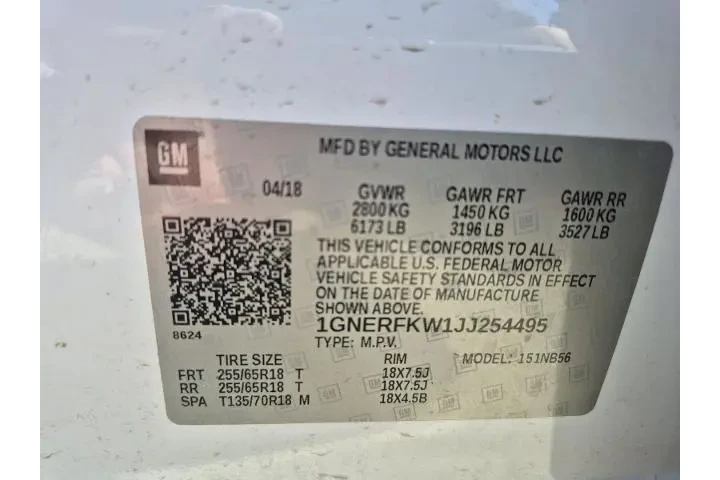 GM
MFD BY GENERAL MOTORS LLC
04/18 GVWR GAWR FRT GAWR RR
2800 KG 1450 KG 1600 KG
6173 LB 3196 LB 3527 LB
THIS VEHICLE CONFORMS TO ALL
APPLICABLE U.S. FEDERAL MOTOR
VEHICLE SAFETY STANDARDS IN EFFECT
ON THE DATE OF MANUFACTURE
SHOWN ABOVE.
8624 1GNERFKW1JJ254495
TYPE: M.P.V. MODEL: 151NB56
TIRE SIZE RIM
FRT 255/65R18 T 18X7.5J
RR 255/65R18 T 18X7.5J
SPA T135/70R18 M 18X4.5B